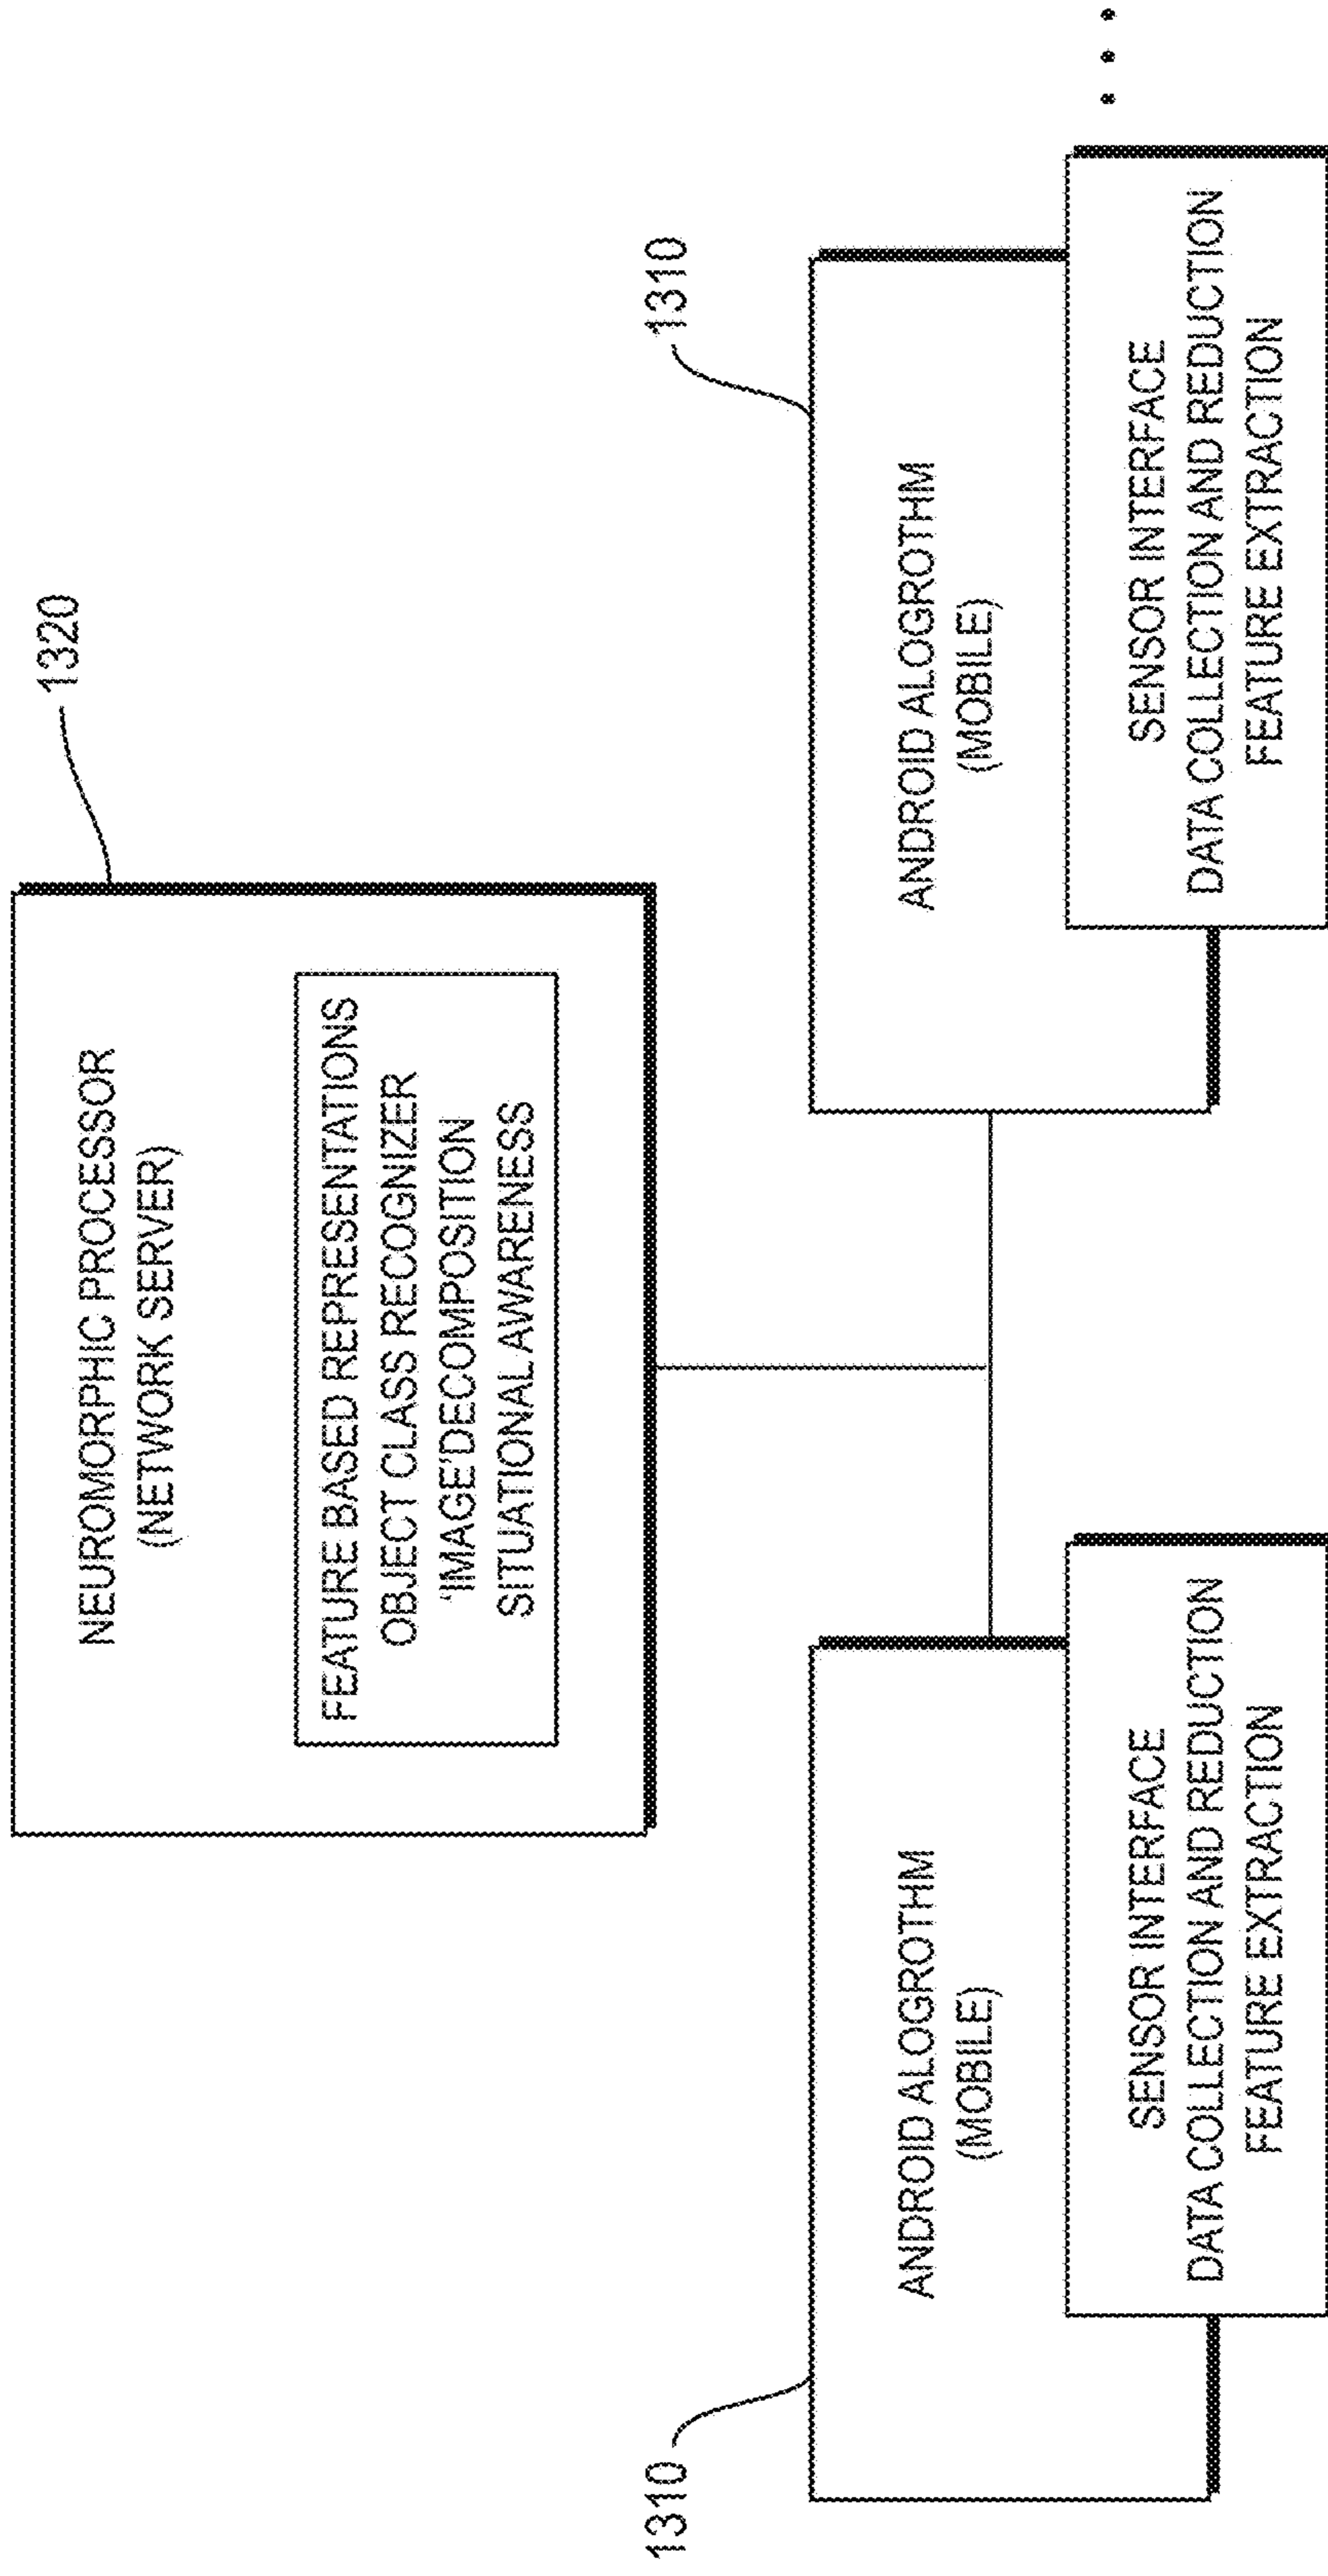 1320
NEUROMORPHIC PROCESSOR
(NETWORK SERVER)
FEATURE BASED REPRESENTATIONS
OBJECT CLASS RECOGNIZER
'IMAGE'DECOMPOSITION
SITUATIONAL AWARENESS
1310
ANDROID ALOGROTHM
(MOBILE)
SENSOR INTERFACE
DATA COLLECTION AND REDUCTION
FEATURE EXTRACTION
1310
ANDROID ALOGROTHM
(MOBILE)
SENSOR INTERFACE
DATA COLLECTION AND REDUCTION
FEATURE EXTRACTION